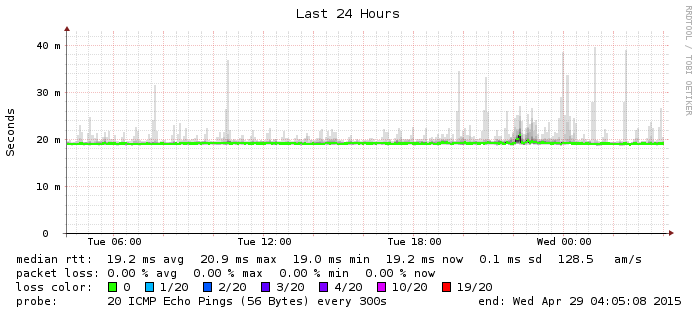 Last 24 Hours
RRDTOOL / TOBI OETIKER
Seconds
40 m
30 m
20 m
10 m
0
Tue 06:00 Tue 12:00 Tue 18:00 Wed 00:00
median rtt: 19.2 ms avg 20.9 ms max 19.0 ms min 19.2 ms now 0.1 ms sd 128.5 am/s
packet loss: 0.00 % avg 0.00 % max 0.00 % min 0.00 % now
loss color: 0 1/20 2/20 3/20 4/20 10/20 19/20
probe: 20 ICMP Echo Pings (56 Bytes) every 300s end: Wed Apr 29 04:05:08 2015